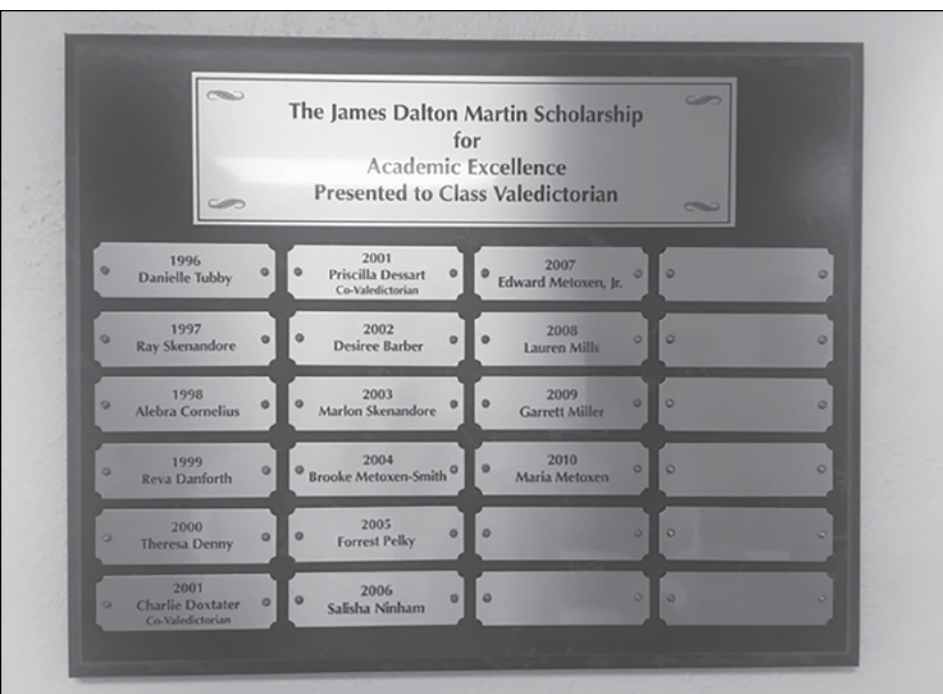 The James Dalton Martin Scholarship
for
Academic Excellence
Presented to Class Valedictorian
1996
Danielle Tubby
1997
Ray Skenandore
1998
Alebra Cornelius
1999
Reva Danforth
2000
Theresa Denny
2001
Charlie Doxtater
Co-Valedictorian
2001
Priscilla Dessart
Co-Valedictorian
2002
Desiree Barber
2003
Marlon Skenandore
2004
Brooke Metoxen-Smith
2005
Forrest Pelky
2006
Salisha Ninham
2007
Edward Metoxen, Jr.
2008
Lauren Mills
2009
Garrett Miller
2010
Maria Metoxen